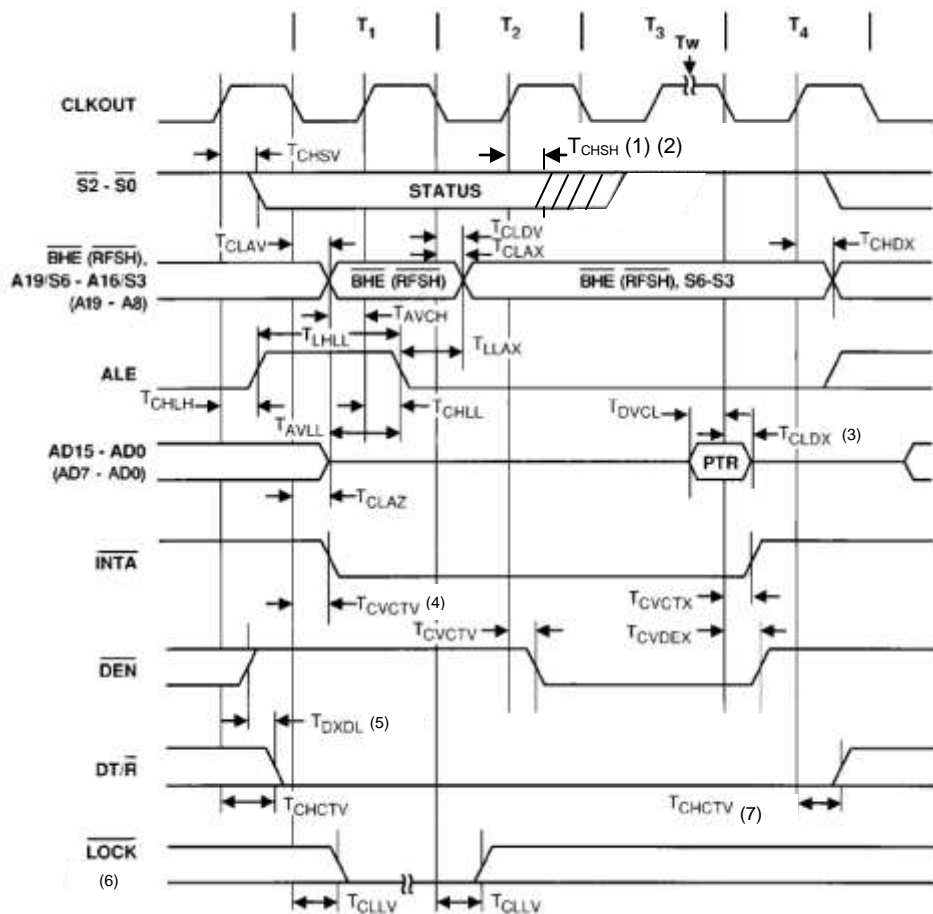 T1 T2 T3 T4
TW
CLKOUT
TCHSV
TCHSH (1) (2)
S2 - S0
STATUS
TCLAV
TCLDV
TCLAX
TCHDX
BHE (RFSH),
A19/S6 - A16/S3
(A19 - A8)
BHE (RFSH)
BHE (RFSH), S6-S3
TAVCH
TLHLL
TLLAX
ALE
TCHLH
TCHLL
TAVLL
TDVCL
TCLDX (3)
AD15 - AD0
(AD7 - AD0)
PTR
TCLAZ
INTA
TCVCTV (4)
TCVCTX
TCVCTV
TCVDEX
DEN
TDXDL (5)
DT/R
TCHCTV
TCHCTV (7)
LOCK
(6)
TCLLV
TCLLV